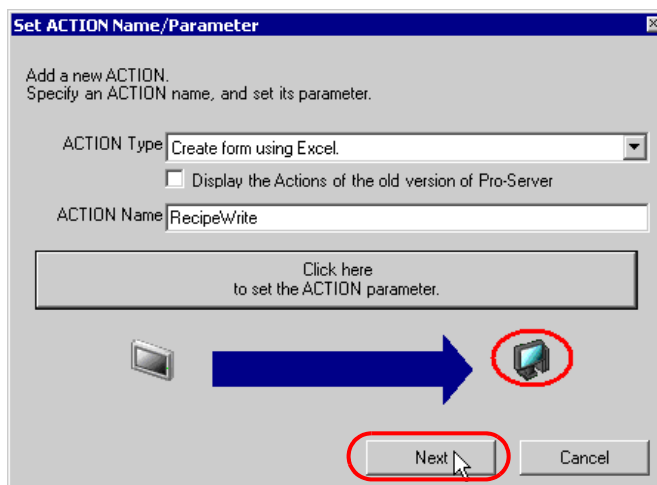 Set ACTION Name/Parameter
Add a new ACTION.
Specify an ACTION name, and set its parameter.
ACTION Type Create form using Excel.
Display the Actions of the old version of Pro-Server
ACTION Name RecipeWrite
Click here
to set the ACTION parameter.
Next Cancel